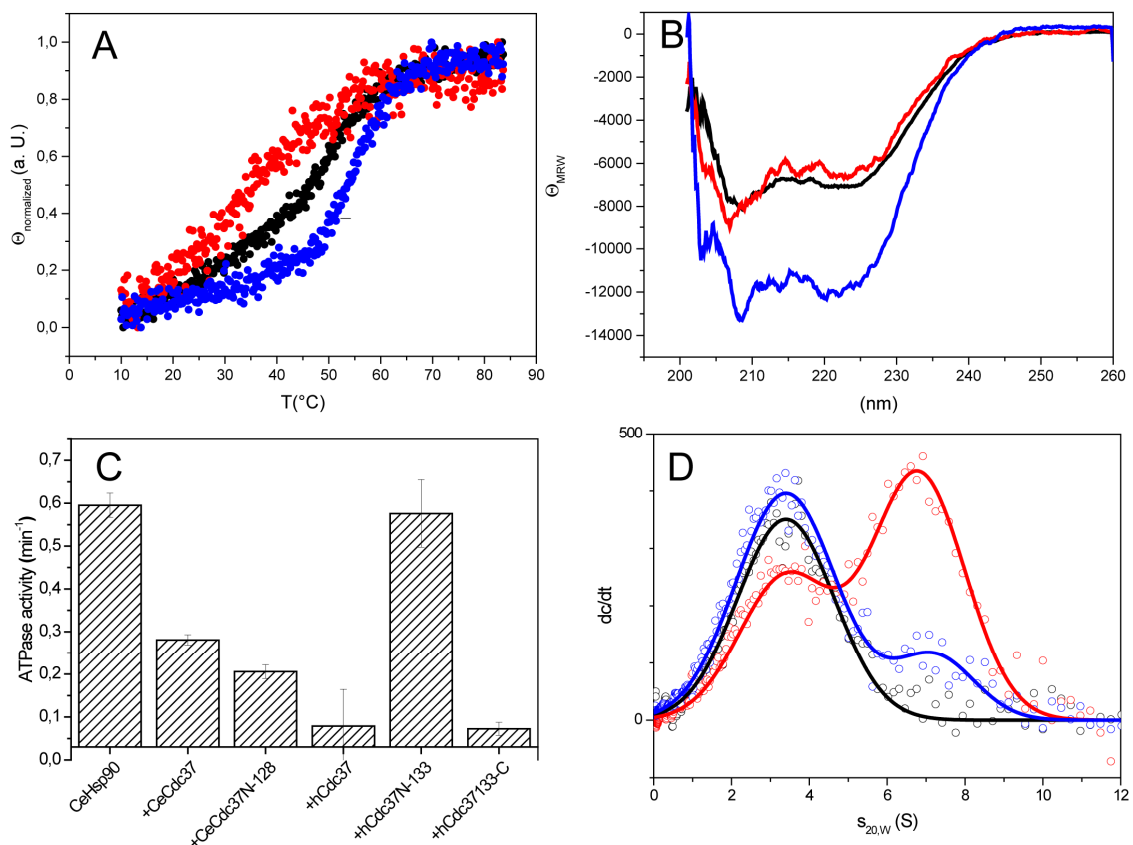 A
Θnormalized (a. U.)
1,0
0,8
0,6
0,4
0,2
0,0
0 10 20 30 40 50 60 70 80 90
T(°C)
B
ΘMRW
0
-2000
-4000
-6000
-8000
-10000
-12000
-14000
200 210 220 230 240 250 260
(nm)
C
ATPase activity (min-1)
0,7
0,6
0,5
0,4
0,3
0,2
0,1
0,0
CeHsp90
+CeCdc37
+CeCdc37N-128
+hCdc37
+hCdc37N-133
+hCdc37133-C
D
dc/dt
500
0
0 2 4 6 8 10 12
s20,W (S)